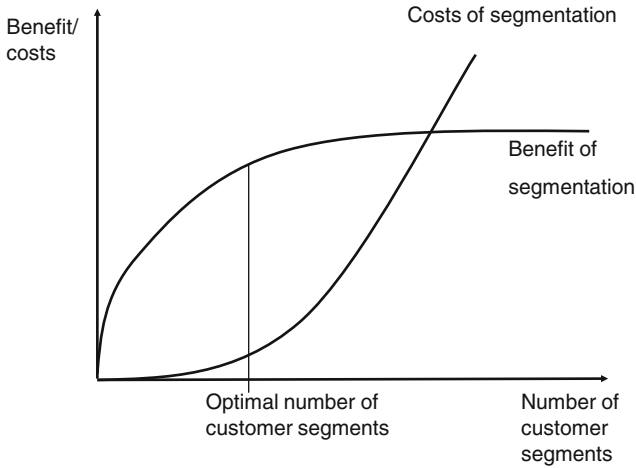 Benefit/
costs
Costs of segmentation
Benefit of
segmentation
Optimal number of
customer segments
Number of
customer
segments